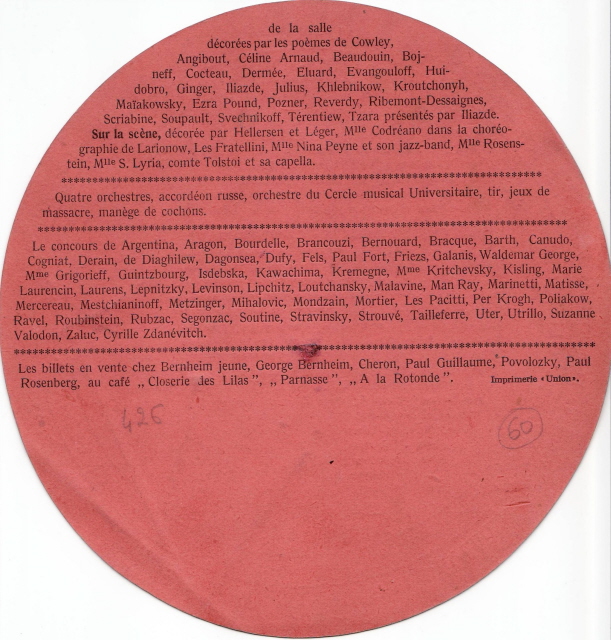 de la salle
décorées par les poèmes de Cowley,
Angibout, Céline Arnaud, Beaudouin, Boj-
neff, Cocteau, Dermée, Eluard, Evangouloff, Hui-
dobro, Ginger, Iliazde, Julius, Khlebnikow, Kroutchonyh,
Maïakowsky, Ezra Pound, Pozner, Reverdy, Ribemont-Dessaignes,
Scriabine, Soupault, Svechnikoff, Térentiew, Tzara présentés par Iliazde.
Sur la scène, décorée par Hellersen et Léger, Mlle Codréano dans la choréo-
graphie de Larionow, Les Fratellini, Mlle Nina Peyne et son jazz-band, Mlle Rosens-
tein, Mlle S. Lyria, comte Tolstoi et sa capella.
Quatre orchestres, accordéon russe, orchestre du Cercle musical Universitaire, tir, jeux de
massacre, manège de cochons.
Le concours de Argentina, Aragon, Bourdelle, Brancouzi, Bernouard, Bracque, Barth, Canudo,
Cogniat, Derain, de Diaghilew, Dagonsea, Dufy, Fels, Paul Fort, Friezs, Galanis, Waldemar George,
Mme Grigorieff, Guintzbourg, Isdebska, Kawachima, Kremegne, Mme Kritchevsky, Kisling, Marie
Laurencin, Laurens, Lepnitzky, Levinson, Lipchitz, Loutchansky, Malavine, Man Ray, Marinetti, Matisse,
Mercereau, Mestchianinoff, Metzinger, Mihalovic, Mondzain, Mortier, Les Pacitti, Per Krogh, Poliakow,
Ravel, Roubinstein, Rubzac, Segonzac, Soutine, Stravinsky, Strouvé, Tailleferre, Uter, Utrillo, Suzanne
Valodon, Zaluc, Cyrille Zdanévitch.
Les billets en vente chez Bernheim jeune, George Bernheim, Cheron, Paul Guillaume, Povolozky, Paul
Rosenberg, au café „Closerie des Lilas”, „Parnasse”, „A la Rotonde”. Imprimerie «Union».
426
60